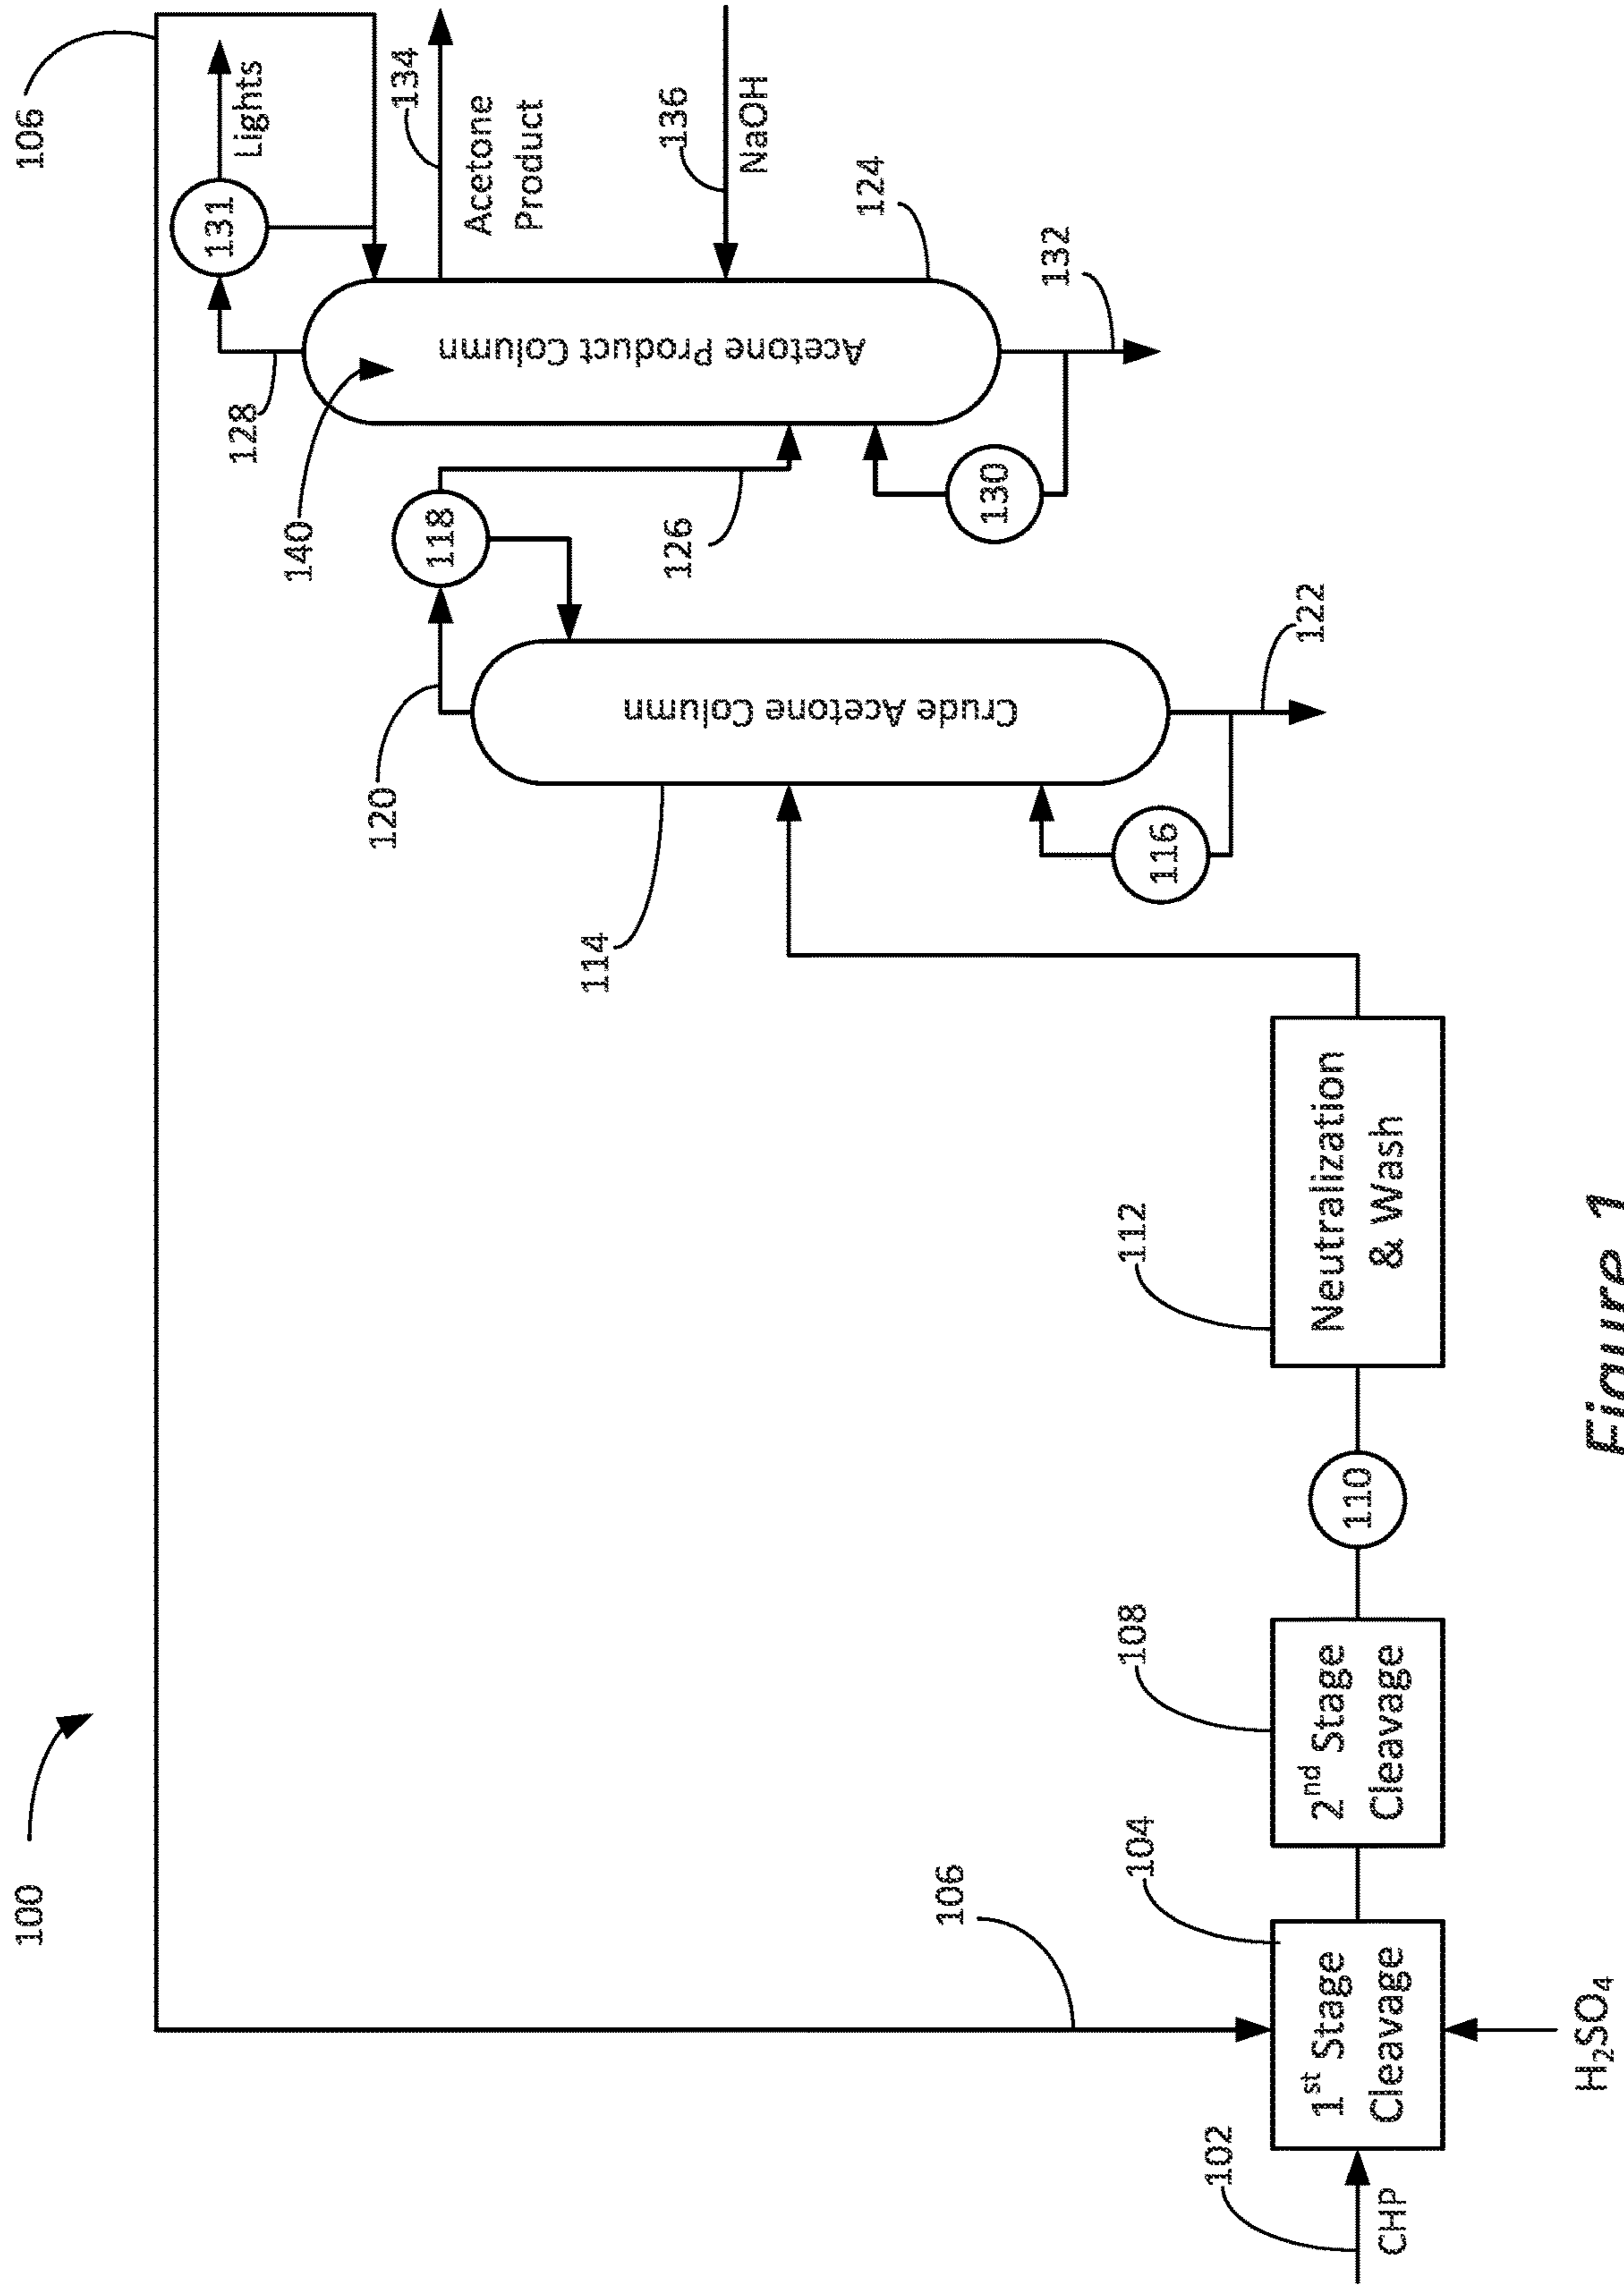 100
106
131
Lights
134
Acetone
Product
136
NaOH
128
140
Acetone Product Column
124
118
126
130
132
120
Crude Acetone Column
114
116
122
112
Neutralization
& Wash
110
108
2nd Stage
Cleavage
106
104
1st Stage
Cleavage
102
CHP
H2SO4
Figure 1